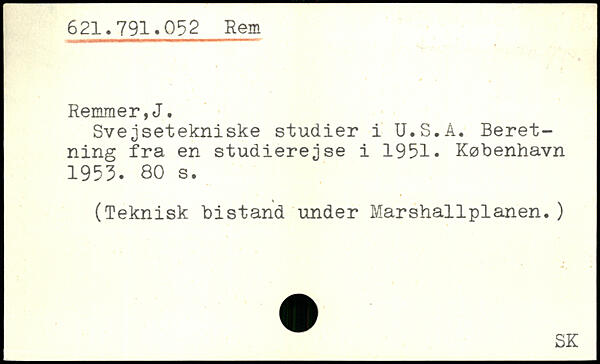 621.791.052 Rem
Remmer,J.
Svejsetekniske studier i U.S.A. Beret-
ning fra en studierejse i 1951. København
1953. 80 s.
(Teknisk bistand under Marshallplanen.)
SK